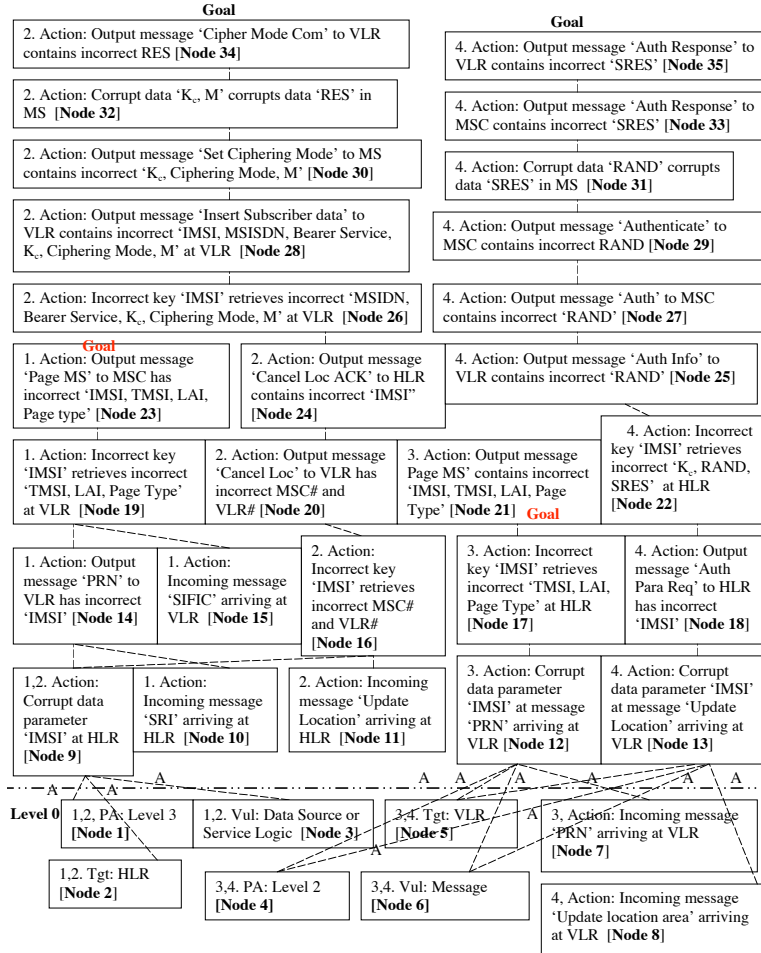 Goal
2. Action: Output message ‘Cipher Mode Com’ to VLR
contains incorrect RES [Node 34]
2. Action: Corrupt data ‘Kc, M’ corrupts data ‘RES’ in
MS [Node 32]
2. Action: Output message ‘Set Ciphering Mode’ to MS
contains incorrect ‘Kc, Ciphering Mode, M’ [Node 30]
2. Action: Output message ‘Insert Subscriber data’ to
VLR contains incorrect ‘IMSI, MSISDN, Bearer Service,
Kc, Ciphering Mode, M’ at VLR [Node 28]
2. Action: Incorrect key ‘IMSI’ retrieves incorrect ‘MSIDN,
Bearer Service, Kc, Ciphering Mode, M’ at VLR [Node 26]
Goal
4. Action: Output message ‘Auth Response’ to
VLR contains incorrect ‘SRES’ [Node 35]
4. Action: Output message ‘Auth Response’ to
MSC contains incorrect ‘SRES’ [Node 33]
4. Action: Corrupt data ‘RAND’ corrupts
data ‘SRES’ in MS [Node 31]
4. Action: Output message ‘Authenticate’ to
MSC contains incorrect RAND [Node 29]
4. Action: Output message ‘Auth’ to MSC
contains incorrect ‘RAND’ [Node 27]
Goal
1. Action: Output message
‘Page MS’ to MSC has
incorrect ‘IMSI, TMSI, LAI,
Page type’ [Node 23]
2. Action: Output message
‘Cancel Loc ACK’ to HLR
contains incorrect ‘IMSI” 
[Node 24]
4. Action: Output message ‘Auth Info’ to
VLR contains incorrect ‘RAND’ [Node 25]
1. Action: Incorrect key
‘IMSI’ retrieves incorrect
‘TMSI, LAI, Page Type’
at VLR [Node 19]
2. Action: Output message
‘Cancel Loc’ to VLR has
incorrect MSC# and
VLR# [Node 20]
3. Action: Output message
Page MS’ contains incorrect
‘IMSI, TMSI, LAI, Page
Type’ [Node 21]
Goal
4. Action: Incorrect
key ‘IMSI’ retrieves
incorrect ‘Kc, RAND,
SRES’ at HLR
[Node 22]
1. Action: Output
message ‘PRN’ to
VLR has incorrect
‘IMSI’ [Node 14]
1. Action:
Incoming message
‘SIFIC’ arriving at
VLR [Node 15]
2. Action:
Incorrect key
‘IMSI’ retrieves
incorrect MSC#
and VLR#
[Node 16]
3. Action: Incorrect
key ‘IMSI’ retrieves
incorrect ‘TMSI, LAI,
Page Type’ at HLR
[Node 17]
4. Action: Output
message ‘Auth
Para Req’ to HLR
has incorrect
‘IMSI’ [Node 18]
1,2. Action:
Corrupt data
parameter
‘IMSI’ at HLR
[Node 9]
1. Action:
Incoming message
‘SRI’ arriving at
HLR [Node 10]
2. Action: Incoming
message ‘Update
Location’ arriving at
HLR [Node 11]
3. Action: Corrupt
data parameter
‘IMSI’ at message
‘PRN’ arriving at
VLR [Node 12]
4. Action: Corrupt
data parameter ‘IMSI’
at message ‘Update
Location’ arriving at
VLR [Node 13]
A A A A A A A A A
Level 0
1,2, PA: Level 3
[Node 1]
1,2. Vul: Data Source or
Service Logic [Node 3]
3,4. Tgt: VLR
[Node 5]
A
3, Action: Incoming message
‘PRN’ arriving at VLR
[Node 7]
A
A
1,2. Tgt: HLR
[Node 2]
3,4. PA: Level 2
[Node 4]
3,4. Vul: Message
[Node 6]
4, Action: Incoming message
‘Update location area’ arriving
at VLR [Node 8]